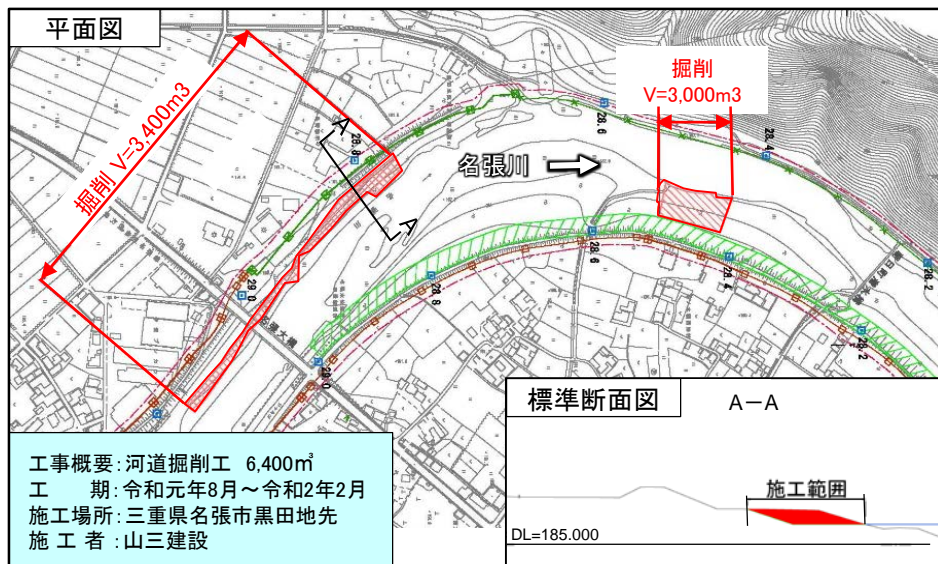 平面図
掘削 V=3,400m3
掘削
V=3,000m3
名張川
A
A
28.8
28.6
28.4
28.2
29.0
29.0
28.8
28.6
28.4
28.2
標準断面図
A－A
施工範囲
DL=185.000
工事概要：河道掘削工 6,400㎥
工　　期：令和元年8月～令和2年2月
施工場所：三重県名張市黒田地先
施 工 者：山三建設